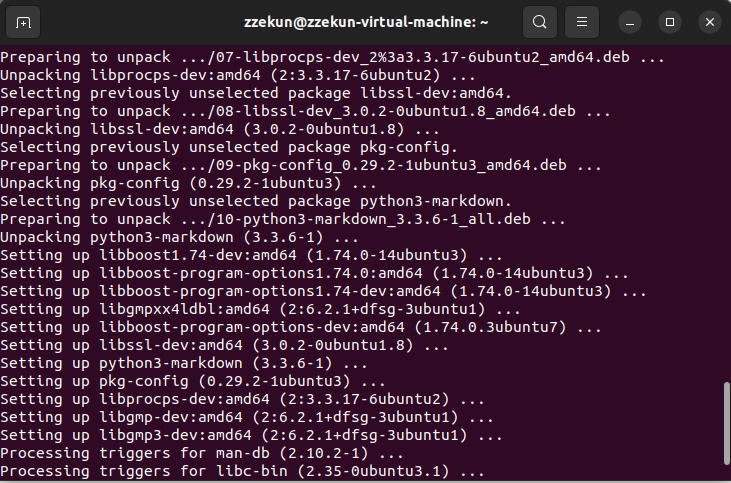 zzekun@zzekun-virtual-machine: ~
Preparing to unpack .../07-libprocps-dev_2%3a3.3.17-6ubuntu2_amd64.deb ...
Unpacking libprocps-dev:amd64 (2:3.3.17-6ubuntu2) ...
Selecting previously unselected package libssl-dev:amd64.
Preparing to unpack .../08-libssl-dev_3.0.2-0ubuntu1.8_amd64.deb ...
Unpacking libssl-dev:amd64 (3.0.2-0ubuntu1.8) ...
Selecting previously unselected package pkg-config.
Preparing to unpack .../09-pkg-config_0.29.2-1ubuntu3_amd64.deb ...
Unpacking pkg-config (0.29.2-1ubuntu3) ...
Selecting previously unselected package python3-markdown.
Preparing to unpack .../10-python3-markdown_3.3.6-1_all.deb ...
Unpacking python3-markdown (3.3.6-1) ...
Setting up libboost1.74-dev:amd64 (1.74.0-14ubuntu3) ...
Setting up libboost-program-options1.74.0:amd64 (1.74.0-14ubuntu3) ...
Setting up libboost-program-options1.74-dev:amd64 (1.74.0-14ubuntu3) ...
Setting up libgmpxx4ldbl:amd64 (2:6.2.1+dfsg-3ubuntu1) ...
Setting up libboost-program-options-dev:amd64 (1.74.0.3ubuntu7) ...
Setting up libssl-dev:amd64 (3.0.2-0ubuntu1.8) ...
Setting up python3-markdown (3.3.6-1) ...
Setting up pkg-config (0.29.2-1ubuntu3) ...
Setting up libprocps-dev:amd64 (2:3.3.17-6ubuntu2) ...
Setting up libgmp-dev:amd64 (2:6.2.1+dfsg-3ubuntu1) ...
Setting up libgmp3-dev:amd64 (2:6.2.1+dfsg-3ubuntu1) ...
Processing triggers for man-db (2.10.2-1) ...
Processing triggers for libc-bin (2.35-0ubuntu3.1) ...